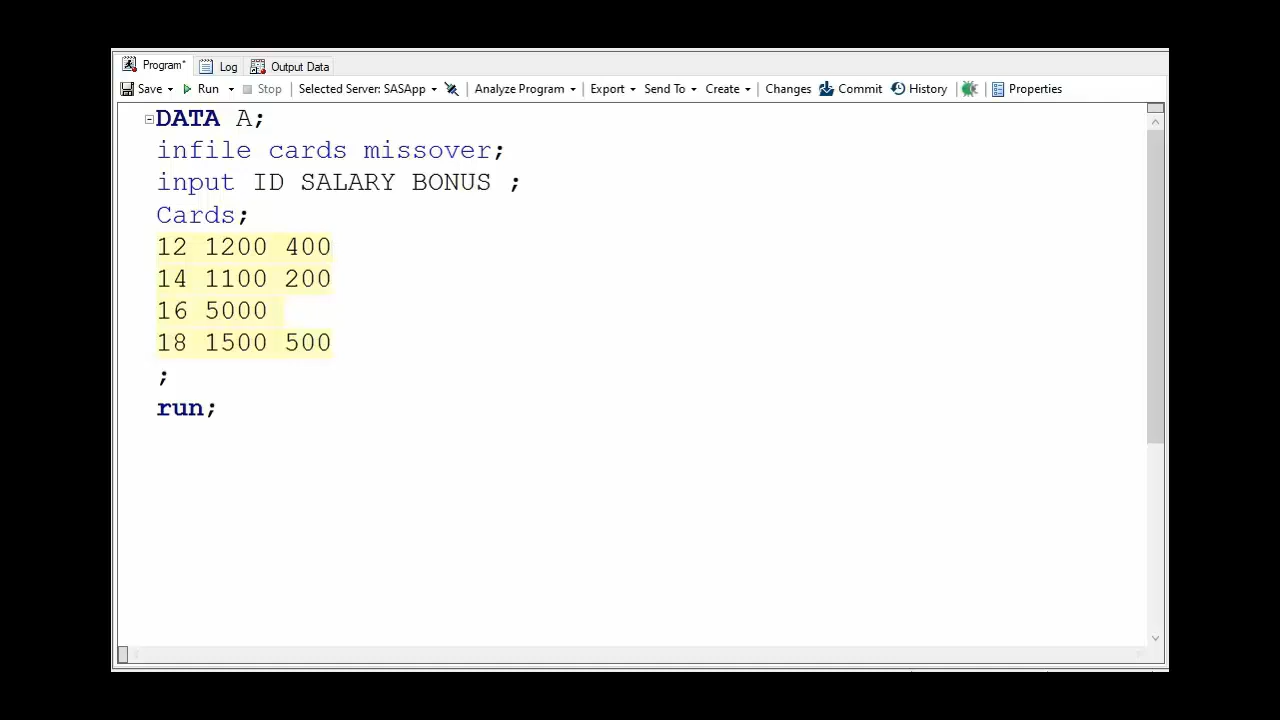 Program* Log Output Data
Save Run Stop Selected Server: SASApp Analyze Program Export Send To Create Changes Commit History Properties
DATA A;
infile cards missover;
input ID SALARY BONUS ;
Cards;
12 1200 400
14 1100 200
16 5000
18 1500 500
;
run;